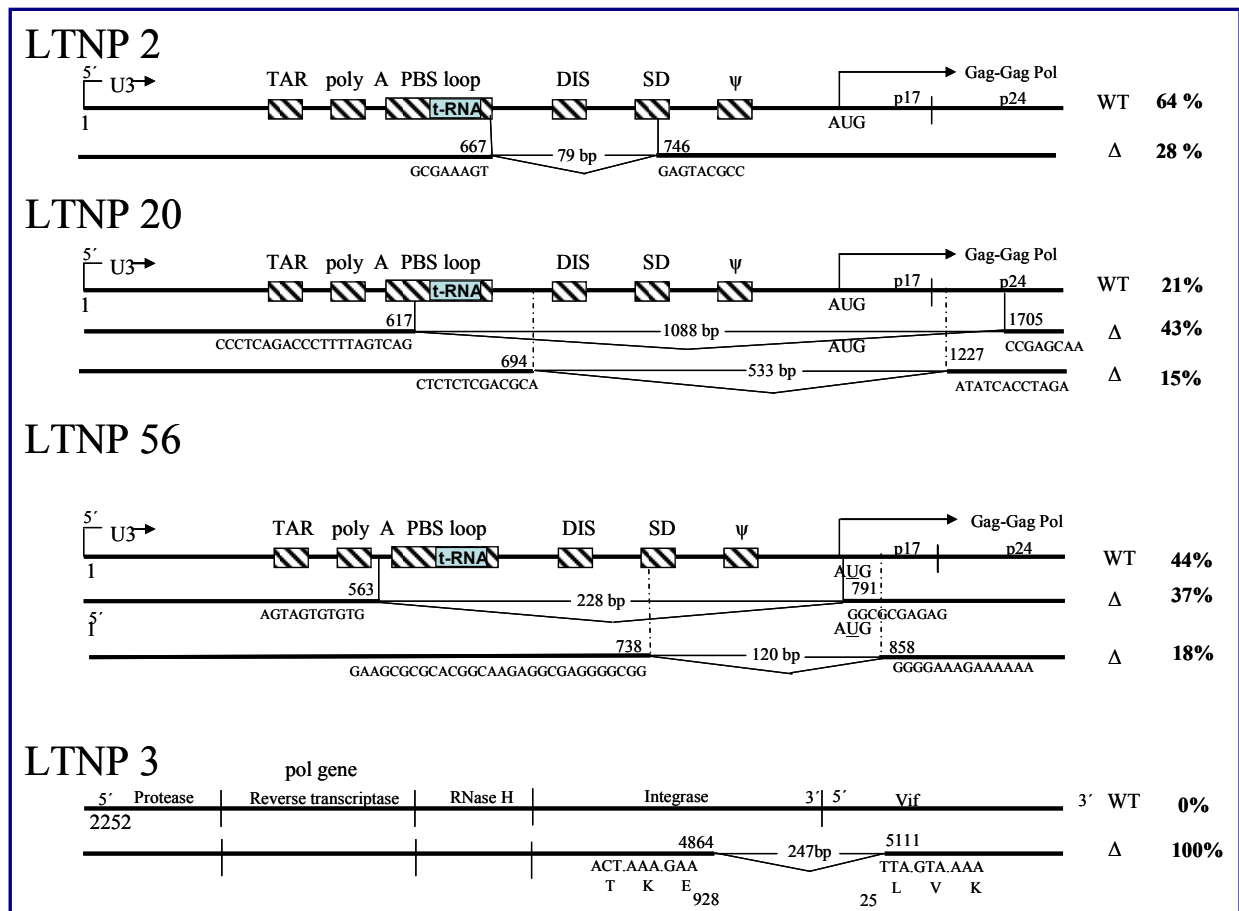 LTNP 2
5´ U3 TAR poly A PBS loop DIS SD ψ Gag-Gag Pol
t-RNA p17 p24 WT 64 %
1 AUG
667 79 bp 746 Δ 28 %
GCGAAAGT GAGTACGCC
LTNP 20
5´ U3 TAR poly A PBS loop DIS SD ψ Gag-Gag Pol
t-RNA p17 p24 WT 21%
1 AUG
617 1088 bp 1705 Δ 43%
CCCTCAGACCCTTTTAGTCAG AUG CCGAGCAA
694 533 bp 1227 Δ 15%
CTCTCTCGACGCA ATATCACCTAGA
LTNP 56
5´ U3 TAR poly A PBS loop DIS SD ψ Gag-Gag Pol
t-RNA p17 p24 WT 44%
1 AUG
563 228 bp 791 Δ 37%
AGTAGTGTGTG GGCGCGAGAG
5´
1 AUG
738 120 bp 858 Δ 18%
GAAGCGCGCACGGCAAGAGGCGAGGGGCGG GGGGAAAGAAAAAA
LTNP 3
pol gene
5´ Protease Reverse transcriptase RNase H Integrase 3´ 5´ Vif 3´ WT 0%
2252
4864 247bp 5111 Δ 100%
ACT.AAA.GAA TTA.GTA.AAA
T K E 928 25 L V K